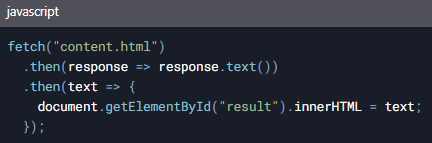 javascript
fetch("content.html")
  .then(response => response.text())
  .then(text => {
    document.getElementById("result").innerHTML = text;
  });